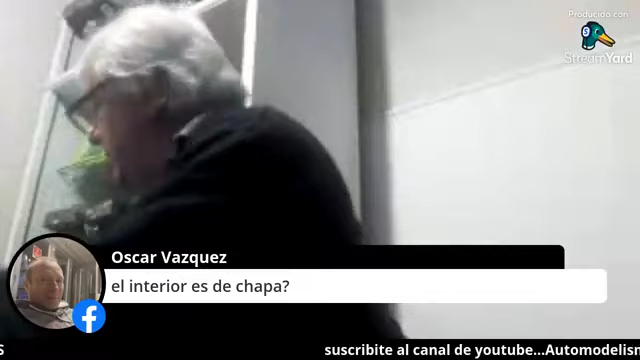 Producido con
StreamYard
Oscar Vazquez
el interior es de chapa?
S
suscribite al canal de youtube...Automodelism